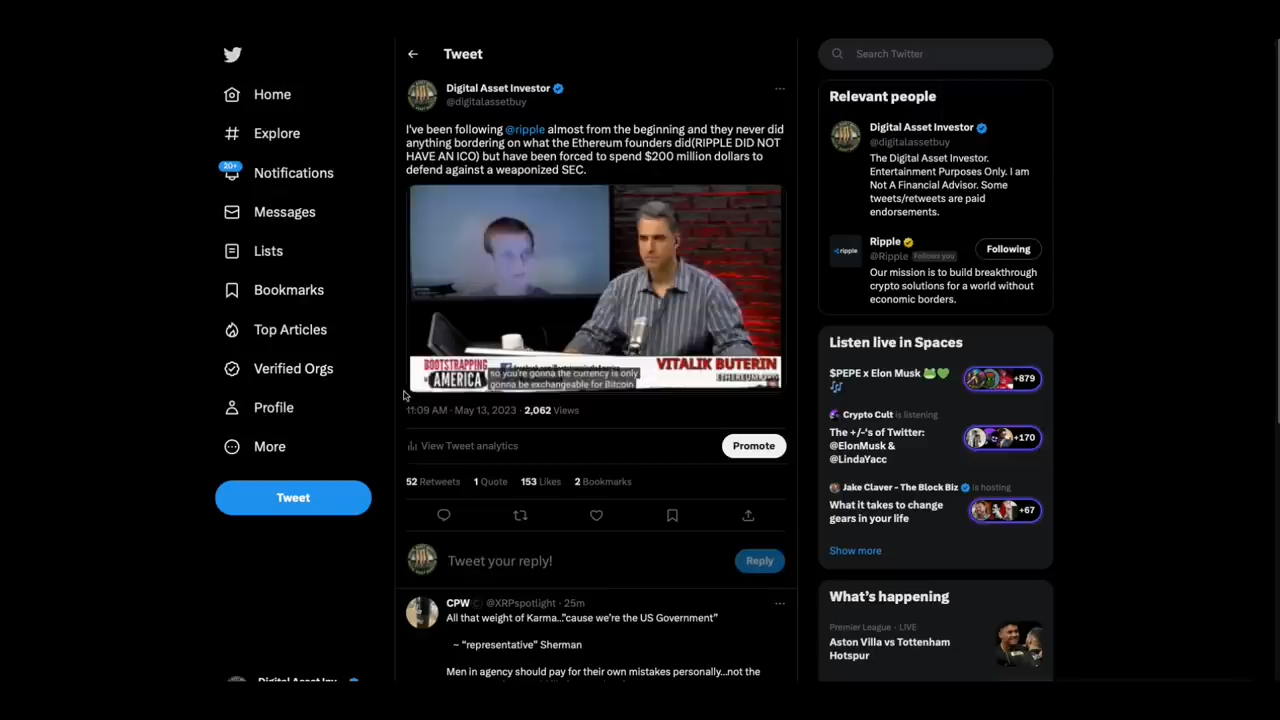 Home
Explore
20+
Notifications
Messages
Lists
Bookmarks
Top Articles
Verified Orgs
Profile
More
Tweet
Digital Asset Inv
Tweet
Digital Asset Investor
@digitalassetbuy
I've been following @ripple almost from the beginning and they never did
anything bordering on what the Ethereum founders did(RIPPLE DID NOT
HAVE AN ICO) but have been forced to spend $200 million dollars to
defend against a weaponized SEC.
BOOTSTRAPPING
AMERICA
VITALIK BUTERIN
so you're gonna the currency is only
gonna be exchangeable for Bitcoin
11:09 AM · May 13, 2023 · 2,062 Views
View Tweet analytics
Promote
52 Retweets 1 Quote 153 Likes 2 Bookmarks
Tweet your reply!
Reply
CPW @XRPspotlight · 25m
All that weight of Karma..."cause we're the US Government"
~ "representative" Sherman
Men in agency should pay for their own mistakes personally...not the
Search Twitter
Relevant people
Digital Asset Investor
@digitalassetbuy
The Digital Asset Investor.
Entertainment Purposes Only. I am
Not A Financial Advisor. Some
tweets/retweets are paid
endorsements.
ripple
Ripple
@Ripple Follows you
Following
Our mission is to build breakthrough
crypto solutions for a world without
economic borders.
Listen live in Spaces
$PEPE x Elon Musk
+879
Crypto Cult is listening
The +/-'s of Twitter:
@ElonMusk &
@LindaYacc
+170
Jake Claver - The Block Biz is hosting
What it takes to change
gears in your life
+67
Show more
What's happening
Premier League · LIVE
Aston Villa vs Tottenham
Hotspur